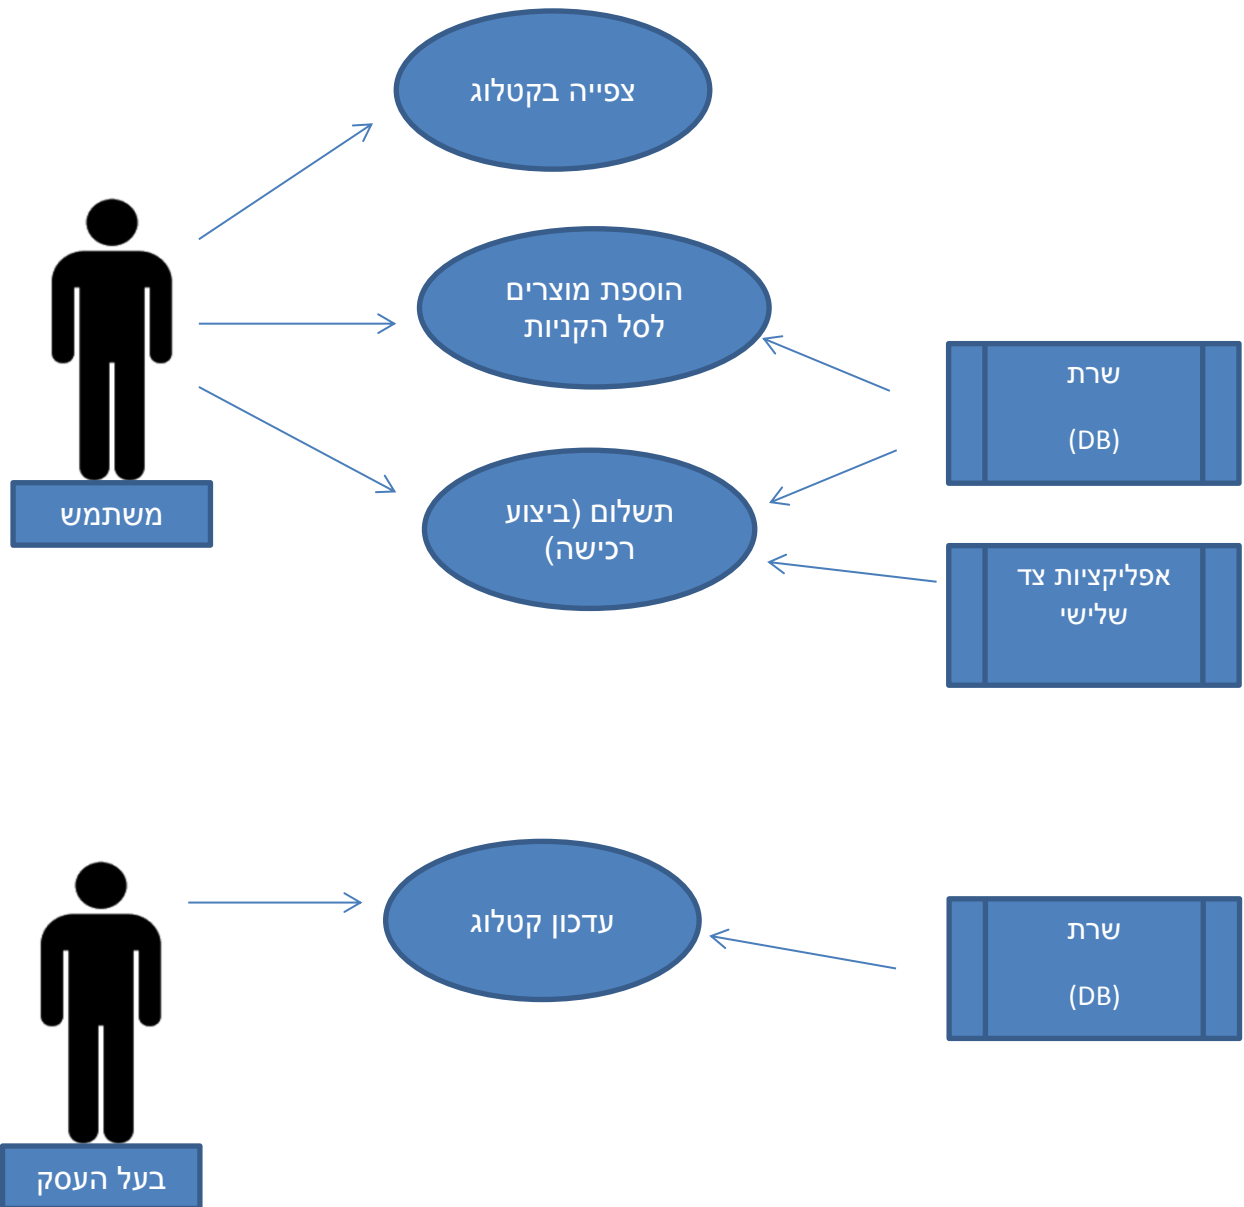 צפייה בקטלוג
הוספת מוצרים
לסל הקניות
שרת
(DB)
משתמש
תשלום (ביצוע
רכישה)
אפליקציות צד
שלישי
עדכון קטלוג
שרת
(DB)
בעל העסק